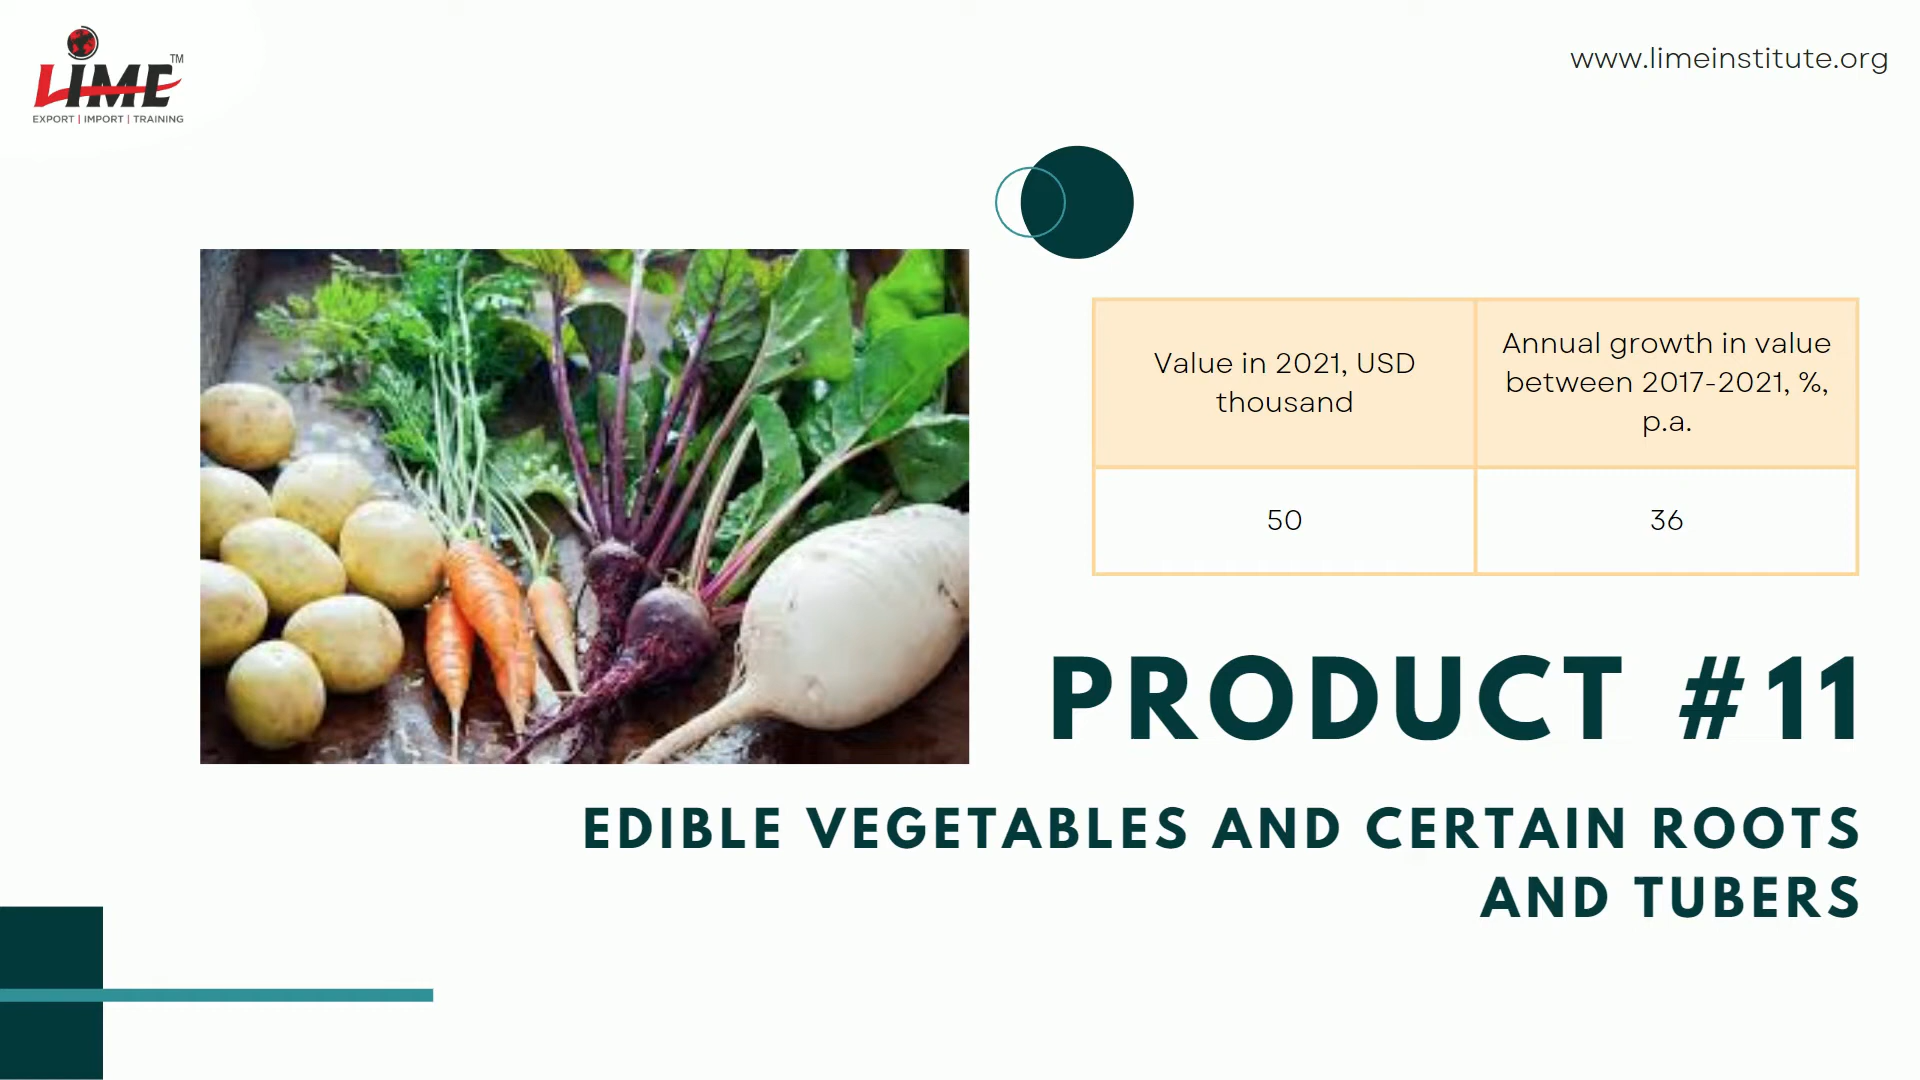 LIME TM
EXPORT | IMPORT | TRAINING
www.limeinstitute.org
Value in 2021, USD
thousand
Annual growth in value
between 2017-2021, %,
p.a.
50
36
PRODUCT #11
EDIBLE VEGETABLES AND CERTAIN ROOTS
AND TUBERS